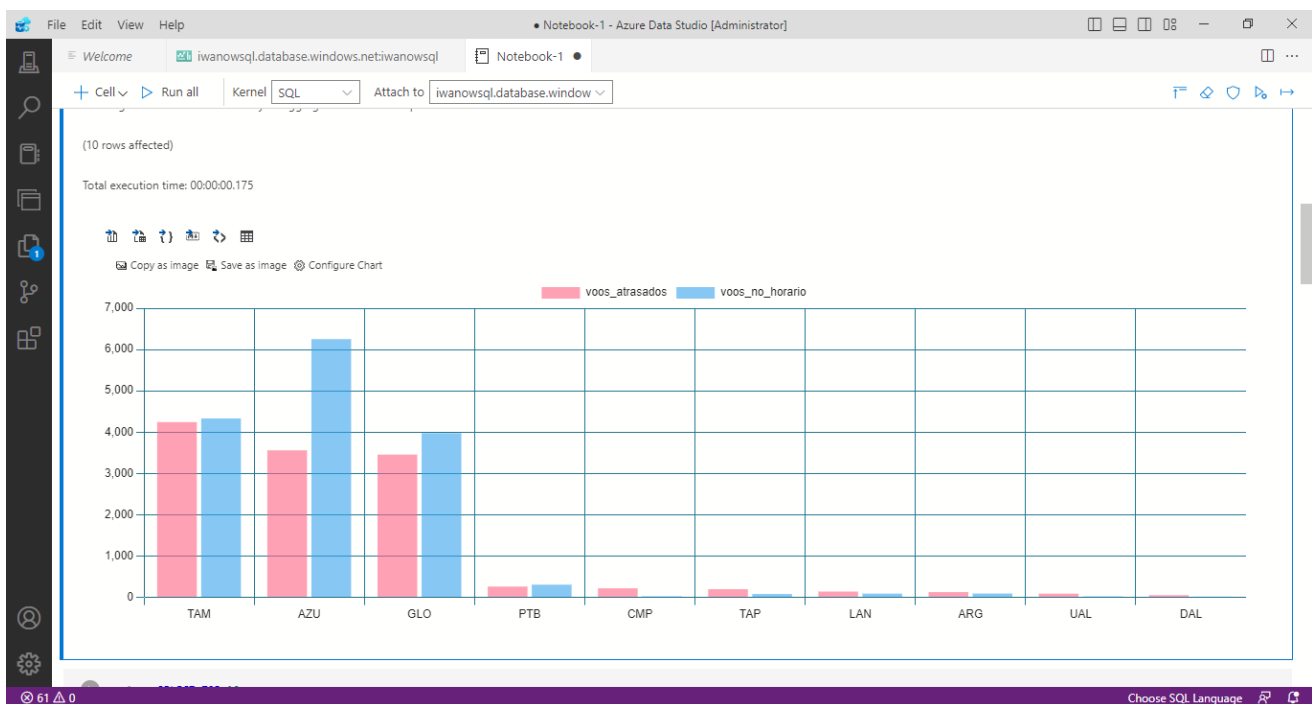 File Edit View Help ● Notebook-1 - Azure Data Studio [Administrator]
Welcome iwanowsql.database.windows.net:iwanowsql Notebook-1 ●
+ Cell Run all Kernel SQL Attach to iwanowsql.database.window
(10 rows affected)
Total execution time: 00:00:00.175
Copy as image Save as image Configure Chart
voos_atrasados voos_no_horario
7,000
6,000
5,000
4,000
3,000
2,000
1,000
0
TAM AZU GLO PTB CMP TAP LAN ARG UAL DAL
1
61 0 Choose SQL Language